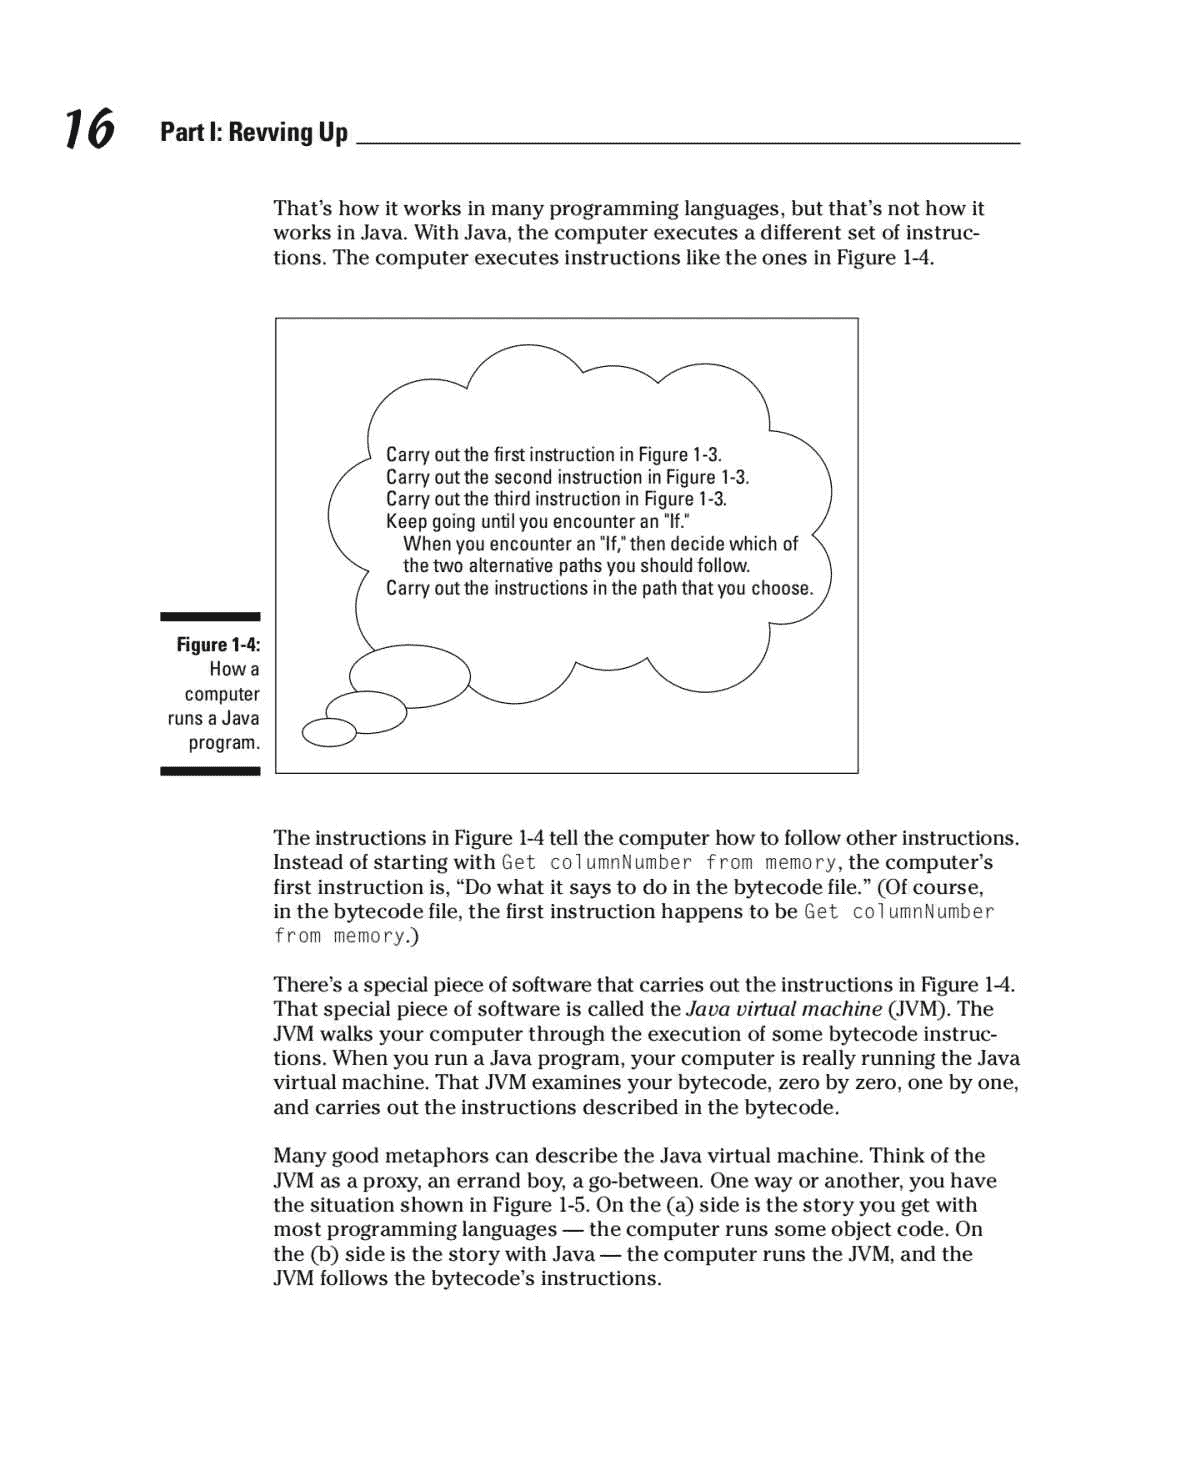 16 Part I: Revving Up
That’s how it works in many programming languages, but that’s not how it
works in Java. With Java, the computer executes a different set of instruc-
tions. The computer executes instructions like the ones in Figure 1-4.
Carry out the first instruction in Figure 1-3.
Carry out the second instruction in Figure 1-3.
Carry out the third instruction in Figure 1-3.
Keep going until you encounter an "If."
When you encounter an "If," then decide which of
the two alternative paths you should follow.
Carry out the instructions in the path that you choose.
Figure 1-4:
How a
computer
runs a Java
program.
The instructions in Figure 1-4 tell the computer how to follow other instructions.
Instead of starting with Get columnNumber from memory, the computer’s
first instruction is, “Do what it says to do in the bytecode file.” (Of course,
in the bytecode file, the first instruction happens to be Get columnNumber
from memory.)
There’s a special piece of software that carries out the instructions in Figure 1-4.
That special piece of software is called the Java virtual machine (JVM). The
JVM walks your computer through the execution of some bytecode instruc-
tions. When you run a Java program, your computer is really running the Java
virtual machine. That JVM examines your bytecode, zero by zero, one by one,
and carries out the instructions described in the bytecode.
Many good metaphors can describe the Java virtual machine. Think of the
JVM as a proxy, an errand boy, a go-between. One way or another, you have
the situation shown in Figure 1-5. On the (a) side is the story you get with
most programming languages — the computer runs some object code. On
the (b) side is the story with Java — the computer runs the JVM, and the
JVM follows the bytecode’s instructions.